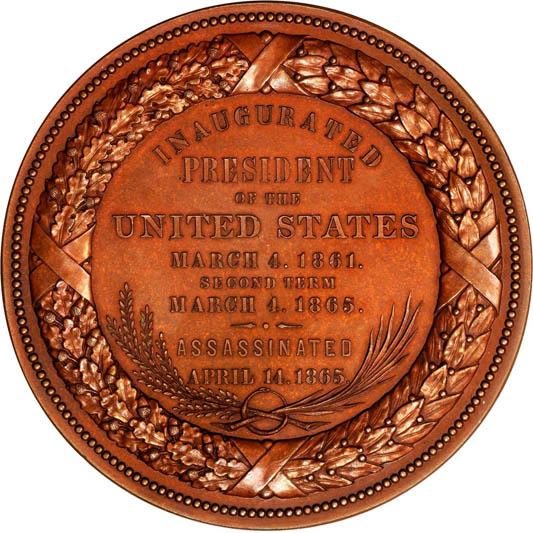 INAUGURATED
PRESIDENT
OF THE
UNITED STATES
MARCH 4. 1861.
SECOND TERM
MARCH 4. 1865.
ASSASSINATED
APRIL 14. 1865.